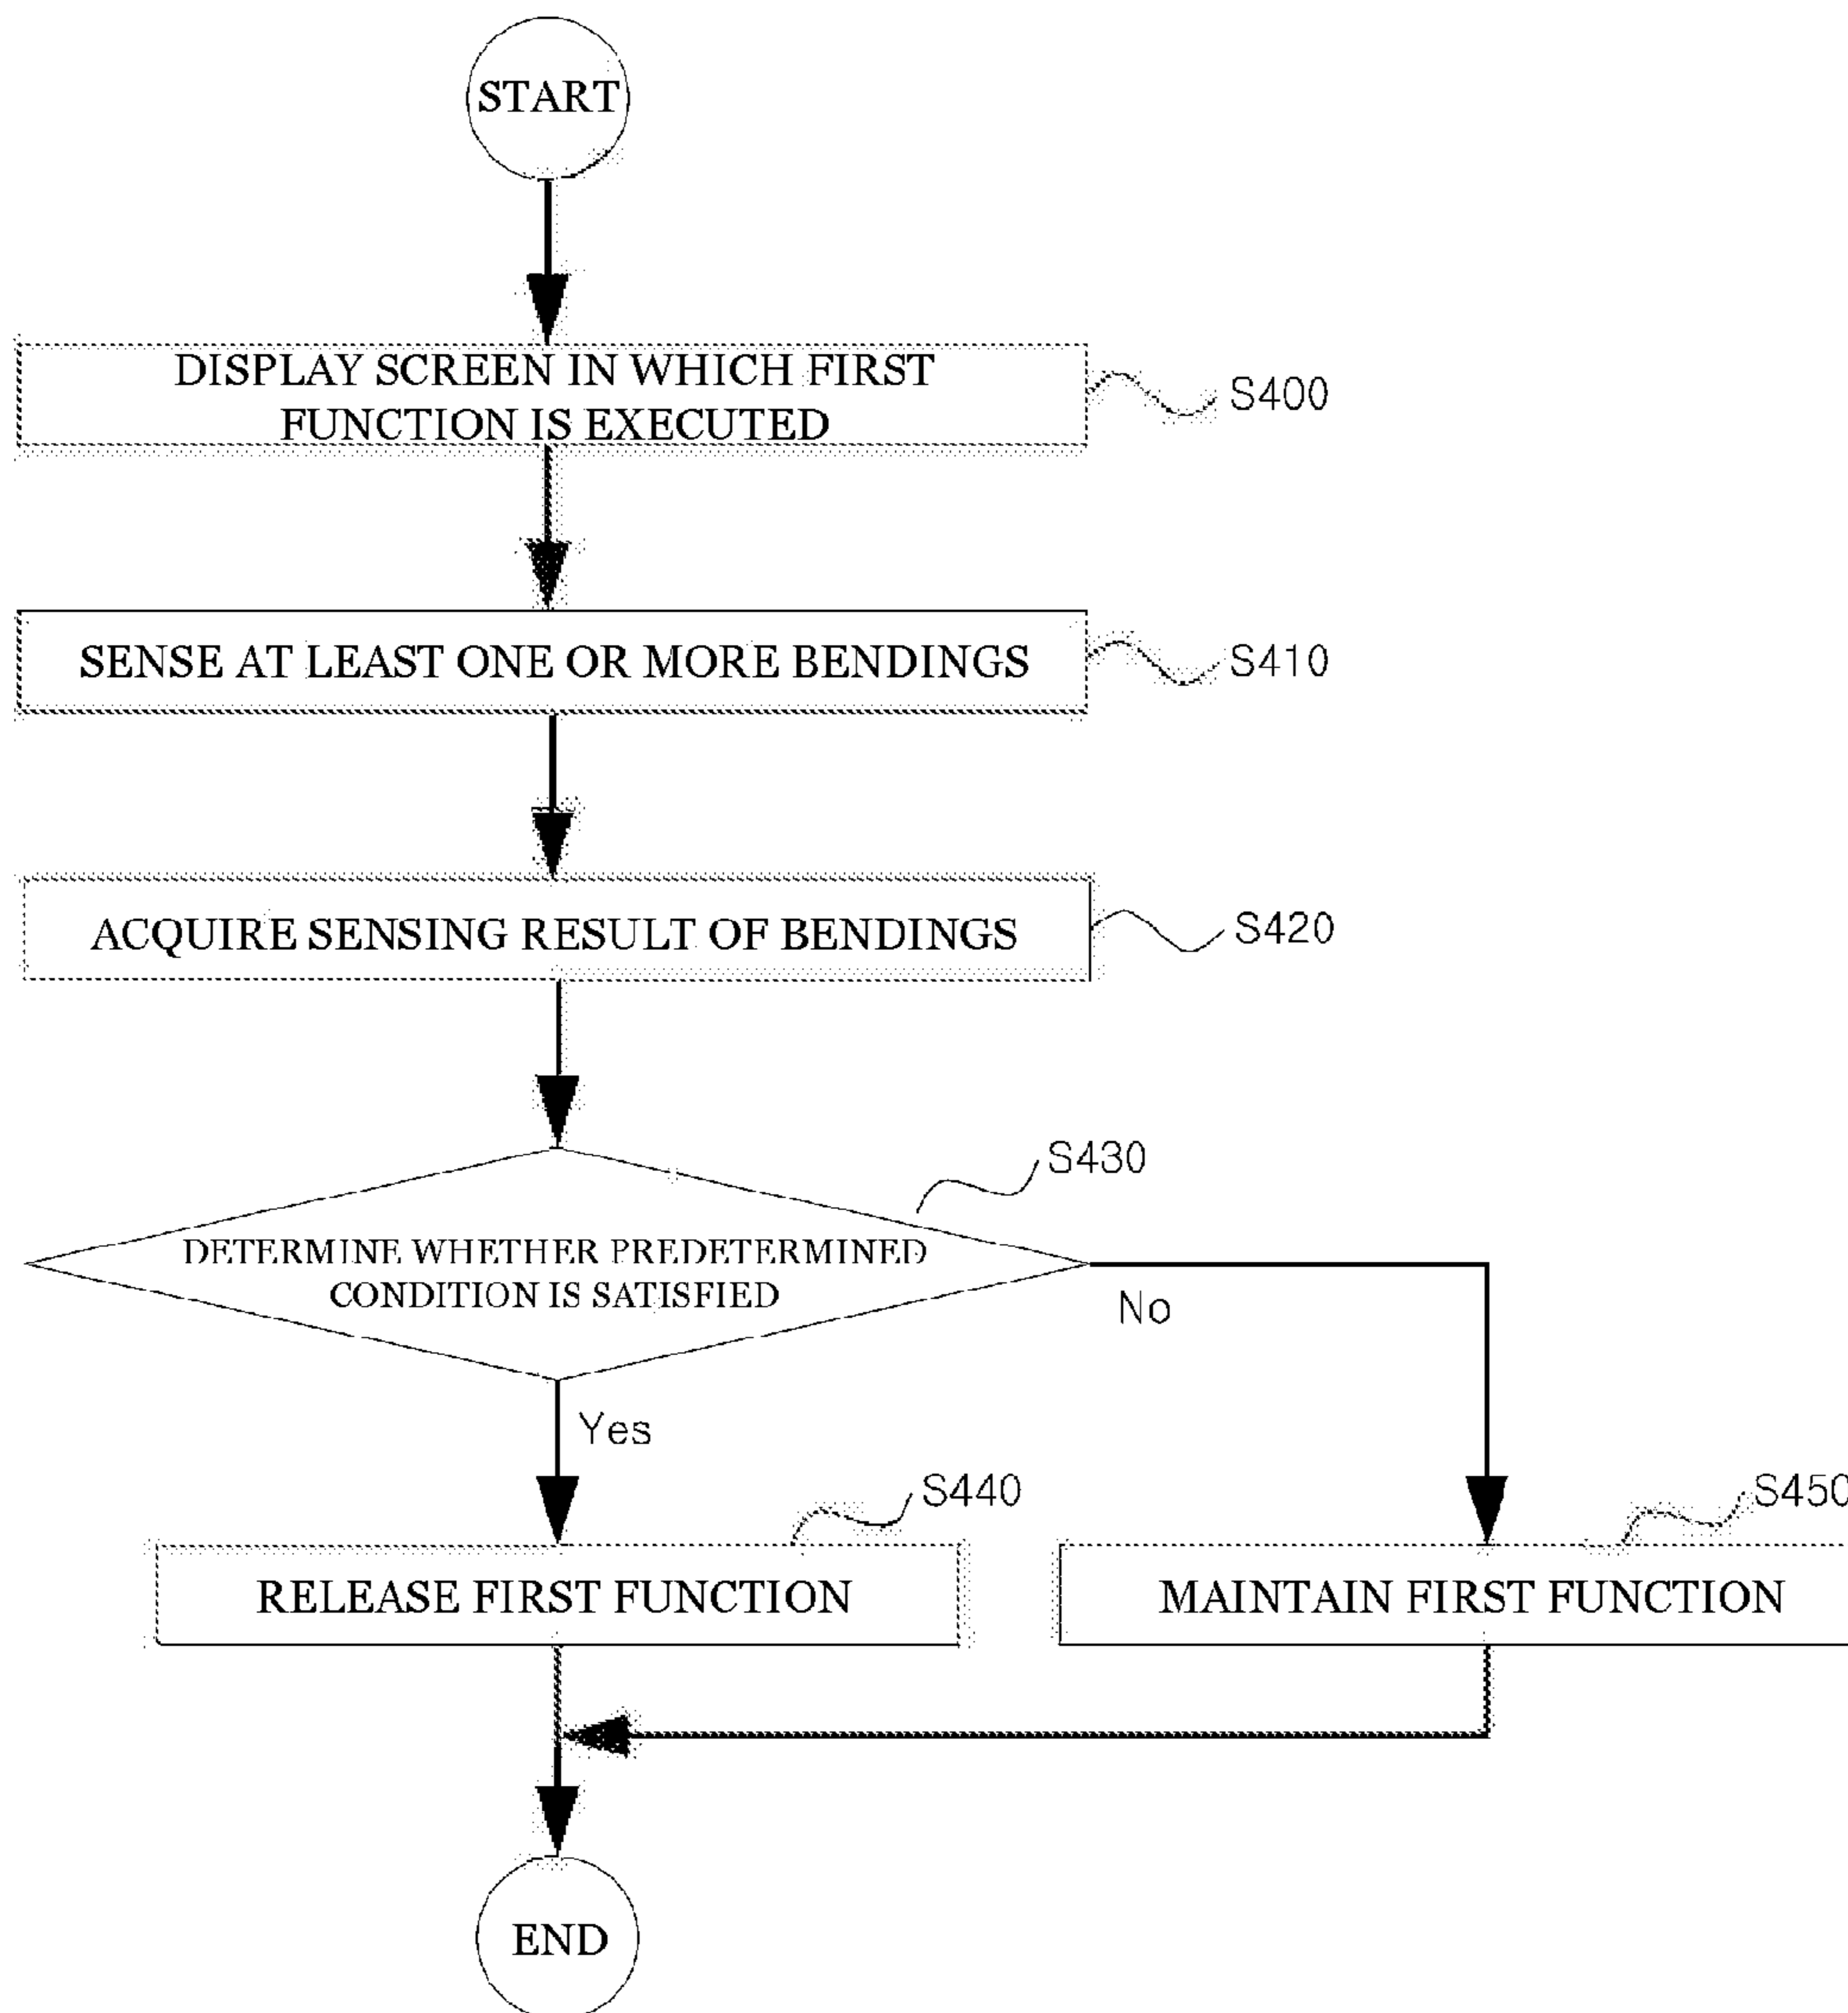 START
DISPLAY SCREEN IN WHICH FIRST
FUNCTION IS EXECUTED
S400
SENSE AT LEAST ONE OR MORE BENDINGS
S410
ACQUIRE SENSING RESULT OF BENDINGS
S420
S430
DETERMINE WHETHER PREDETERMINED
CONDITION IS SATISFIED
No
Yes
S440
S450
RELEASE FIRST FUNCTION
MAINTAIN FIRST FUNCTION
END